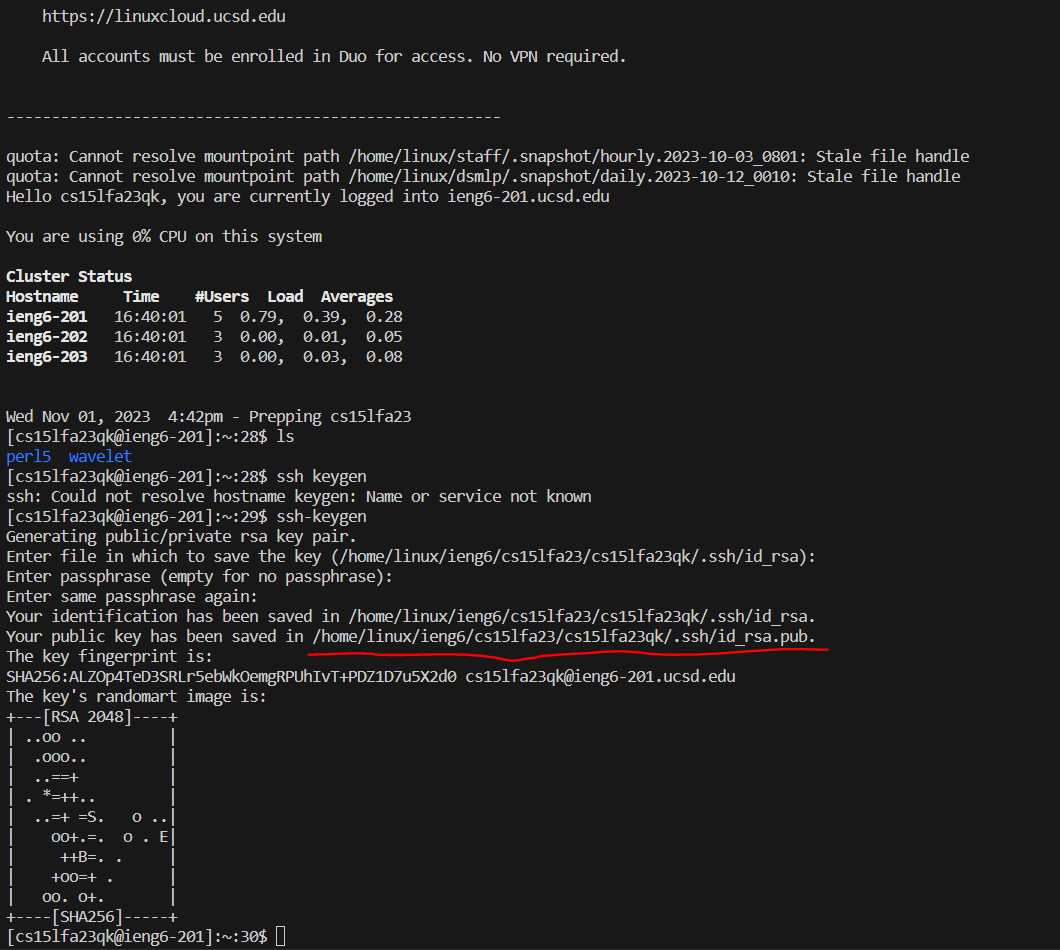 https://linuxcloud.ucsd.edu
All accounts must be enrolled in Duo for access. No VPN required.
-------------------------------------------------------
quota: Cannot resolve mountpoint path /home/linux/staff/.snapshot/hourly.2023-10-03_0801: Stale file handle
quota: Cannot resolve mountpoint path /home/linux/dsmlp/.snapshot/daily.2023-10-12_0010: Stale file handle
Hello cs15lfa23qk, you are currently logged into ieng6-201.ucsd.edu
You are using 0% CPU on this system
Cluster Status
Hostname     Time    #Users  Load  Averages
ieng6-201   16:40:01   5  0.79,  0.39,  0.28
ieng6-202   16:40:01   3  0.00,  0.01,  0.05
ieng6-203   16:40:01   3  0.00,  0.03,  0.08
Wed Nov 01, 2023  4:42pm - Prepping cs15lfa23
[cs15lfa23qk@ieng6-201]:~:28$ ls
perl5  wavelet
[cs15lfa23qk@ieng6-201]:~:28$ ssh keygen
ssh: Could not resolve hostname keygen: Name or service not known
[cs15lfa23qk@ieng6-201]:~:29$ ssh-keygen
Generating public/private rsa key pair.
Enter file in which to save the key (/home/linux/ieng6/cs15lfa23/cs15lfa23qk/.ssh/id_rsa):
Enter passphrase (empty for no passphrase):
Enter same passphrase again:
Your identification has been saved in /home/linux/ieng6/cs15lfa23/cs15lfa23qk/.ssh/id_rsa.
Your public key has been saved in /home/linux/ieng6/cs15lfa23/cs15lfa23qk/.ssh/id_rsa.pub.
The key fingerprint is:
SHA256:ALZOp4TeD3SRLr5ebWkOemgRPUhIvT+PDZ1D7u5X2d0 cs15lfa23qk@ieng6-201.ucsd.edu
The key's randomart image is:
+---[RSA 2048]----+
| ..oo ..         |
|  .ooo..         |
|  ..==+          |
| . *=++..        |
|  ..=+ =S.   o ..|
|    oo+.=.  o . E|
|     ++B=. .     |
|    +oo=+ .      |
|   oo. o+.       |
+----[SHA256]-----+
[cs15lfa23qk@ieng6-201]:~:30$